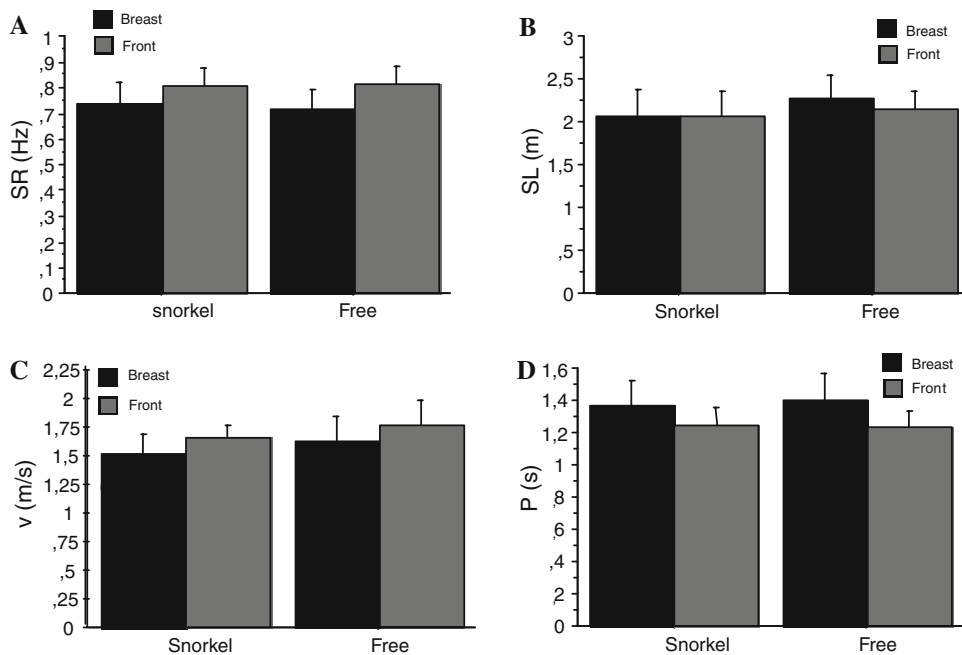 A
Breast
Front
1
,9
,8
,7
,6
,5
,4
,3
,2
,1
0
SR (Hz)
snorkel Free
B
Breast
Front
3
2,5
2
1,5
1
,5
0
SL (m)
Snorkel Free
C
Breast
Front
2,25
2
1,75
1,5
1,25
1
,75
,5
,25
0
v (m/s)
Snorkel Free
D
Breast
Front
1,6
1,4
1,2
1
,8
,6
,4
,2
0
P (s)
Snorkel Free